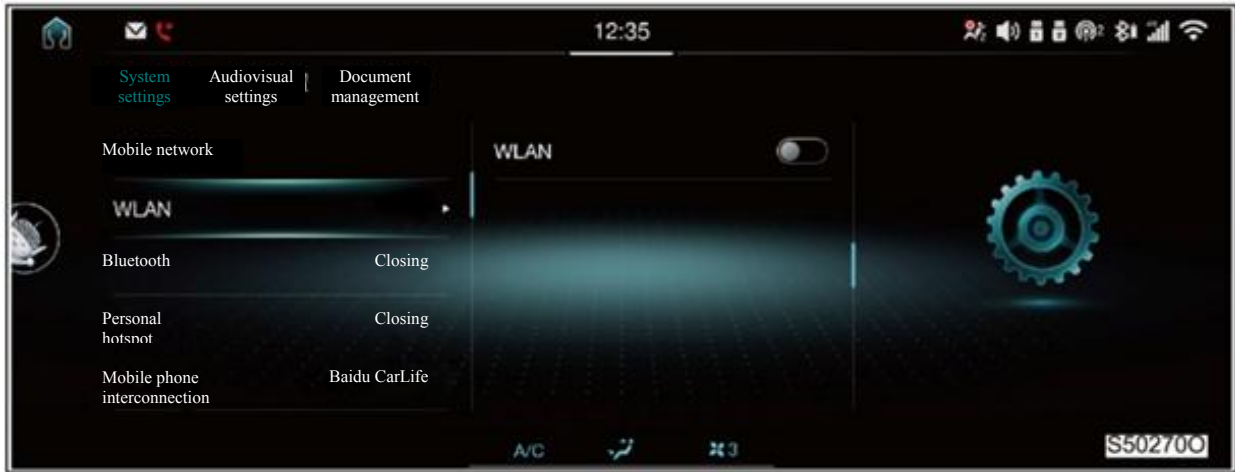 12:35
2
System
settings
Audiovisual
settings
Document
management
Mobile network
WLAN
WLAN
Bluetooth
Closing
Personal
hotspot
Closing
Mobile phone
interconnection
Baidu CarLife
A/C
3
S50270O